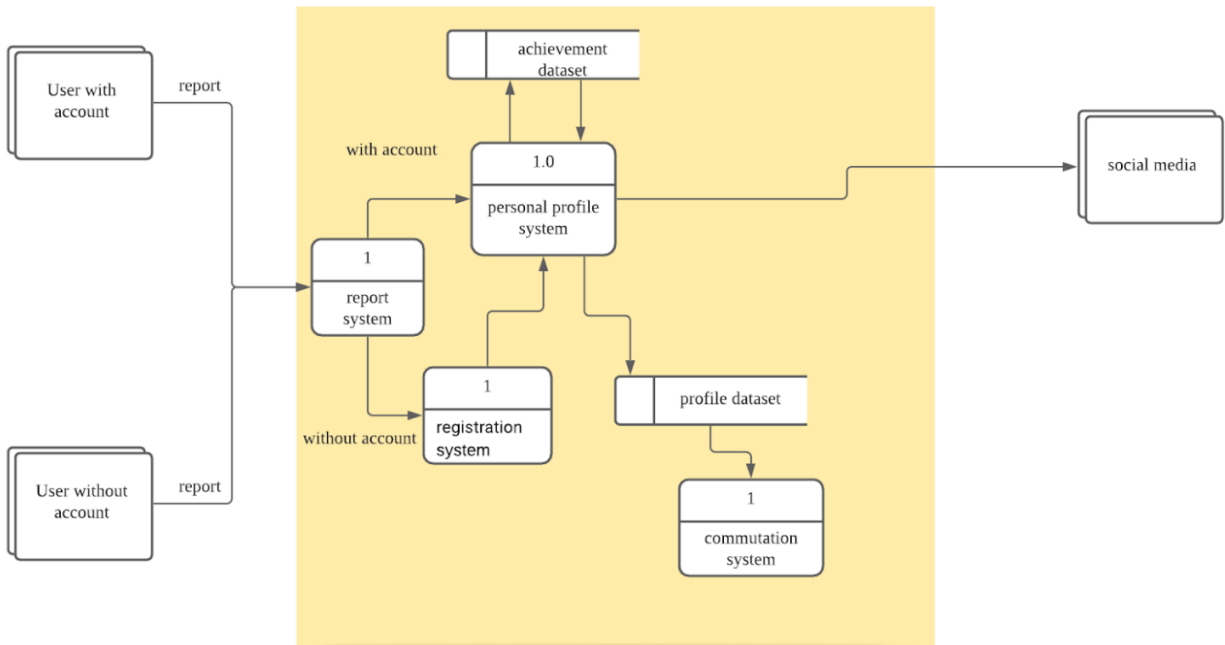 achievement
dataset
User with
account
report
with account
1.0
personal profile
system
social media
1
report
system
1
registration
system
without account
profile dataset
User without
account
report
1
commutation
system